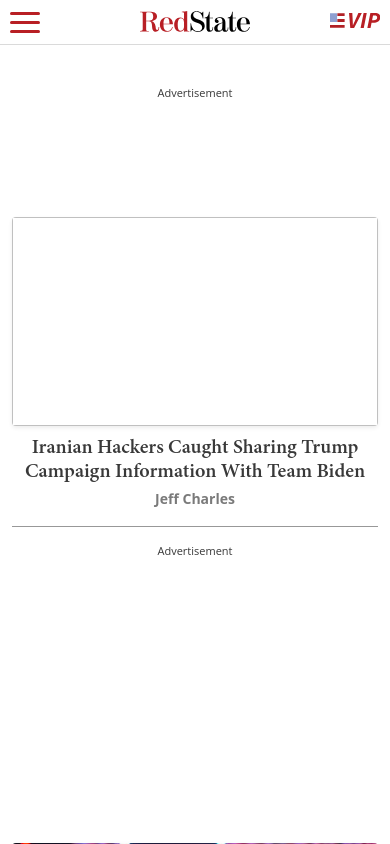 RedState
VIP
Advertisement
Iranian Hackers Caught Sharing Trump
Campaign Information With Team Biden
Jeff Charles
Advertisement